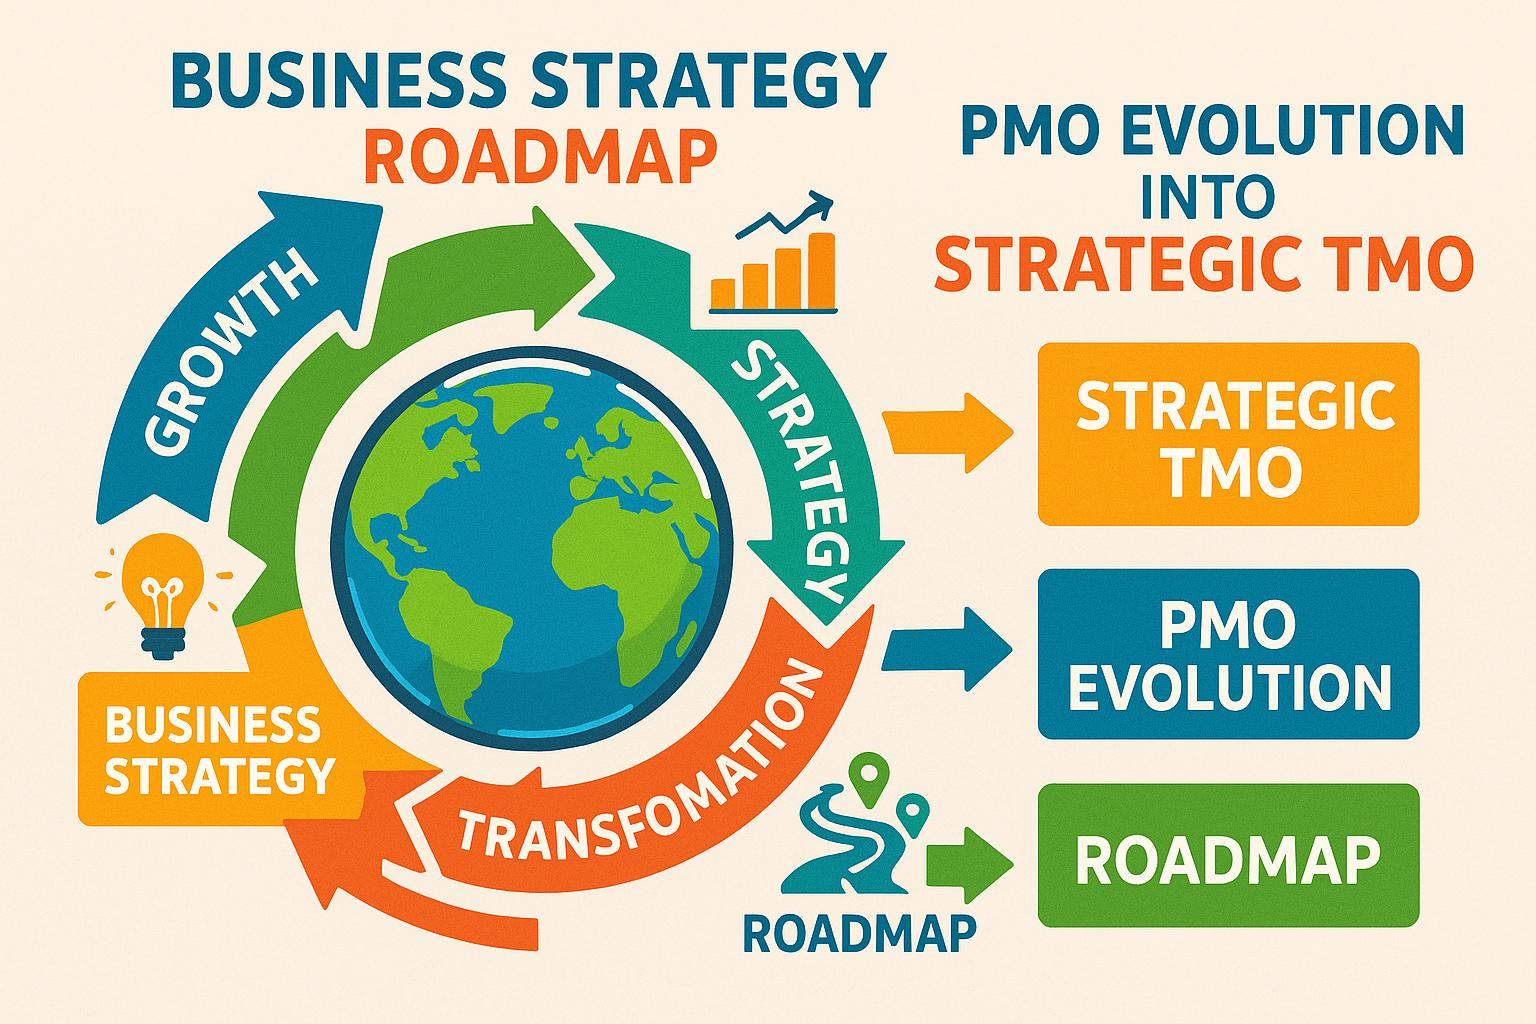 BUSINESS STRATEGY
ROADMAP
PMO EVOLUTION
INTO
STRATEGIC TMO
GROWTH
STRATEGY
TRANSFOMATION
BUSINESS
STRATEGY
ROADMAP
STRATEGIC
TMO
PMO
EVOLUTION
ROADMAP